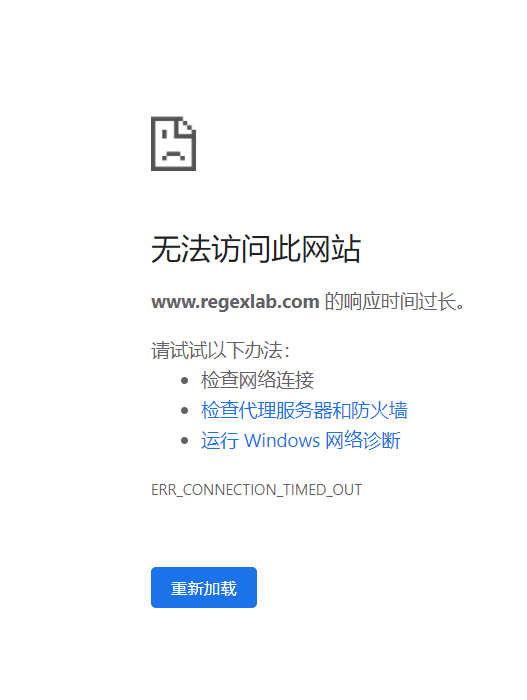 无法访问此网站
www.regexlab.com 的响应时间过长。
请试试以下办法：
检查网络连接
检查代理服务器和防火墙
运行 Windows 网络诊断
ERR_CONNECTION_TIMED_OUT
重新加载